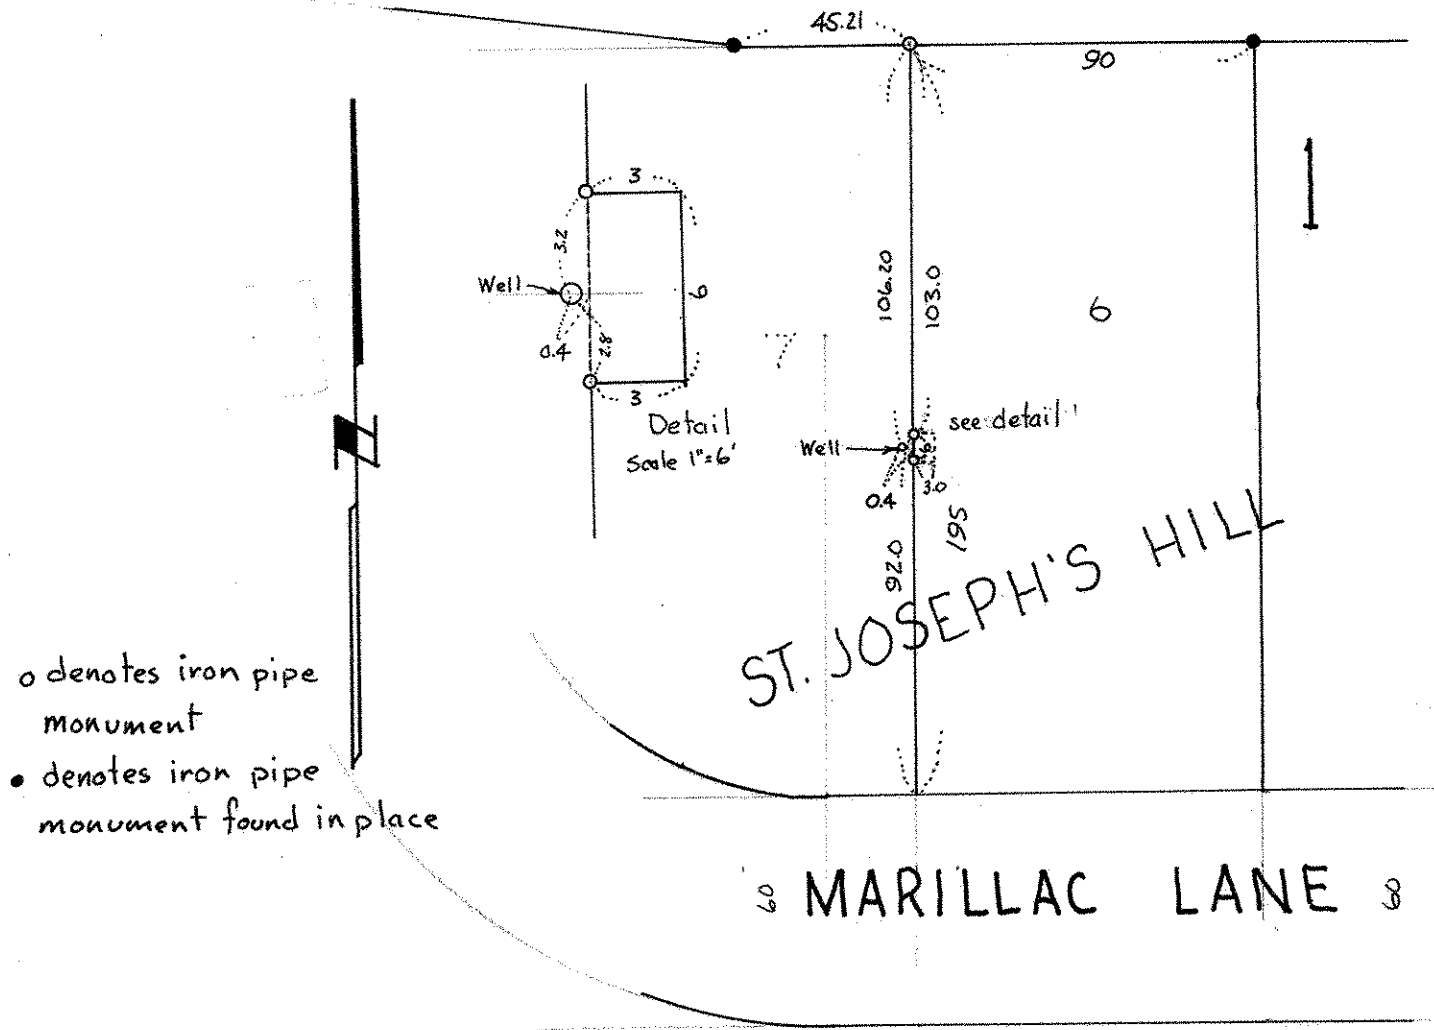 45.21
90
1
3
3.2
Well
6
0.4
2.8
3
Detail
Scale 1"=6'
7
106.20
103.0
6
see detail
Well
6
0.4
3.0
92.0
195
ST. JOSEPH'S HILL
o denotes iron pipe
monument
● denotes iron pipe
monument found in place
60 MARILLAC LANE